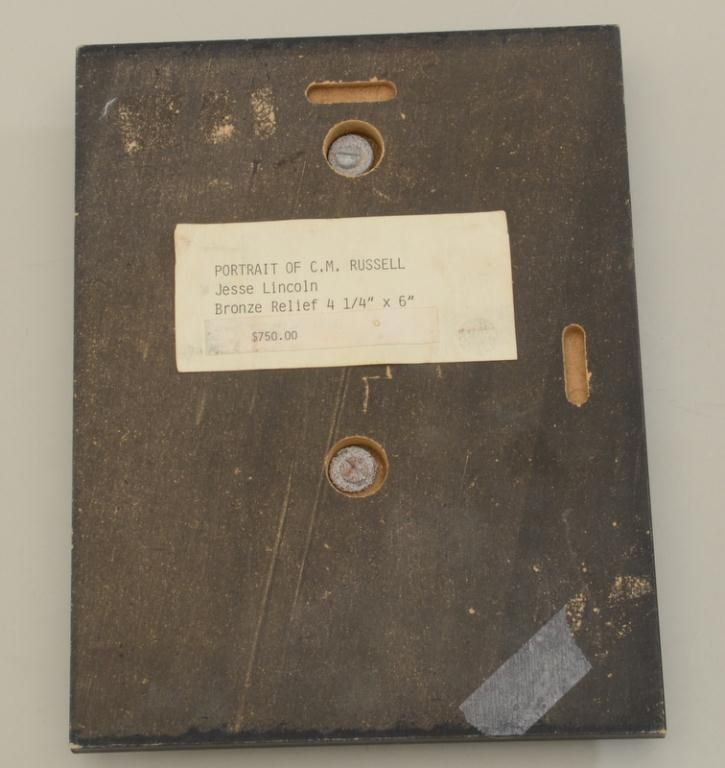 PORTRAIT OF C.M. RUSSELL
Jesse Lincoln
Bronze Relief 4 1/4" x 6"
$750.00